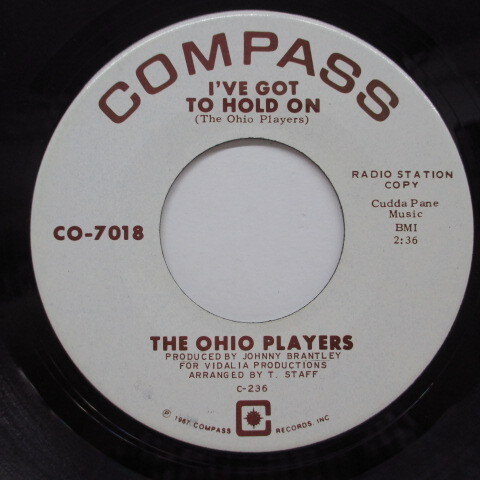 COMPASS
I'VE GOT
TO HOLD ON
(The Ohio Players)
RADIO STATION
COPY
Cudda Pane
Music
BMI
2:36
CO-7018
THE OHIO PLAYERS
PRODUCED BY JOHNNY BRANTLEY
FOR VIDALIA PRODUCTIONS
ARRANGED BY T. STAFF
C-236
Ⓟ 1967 COMPASS RECORDS INC